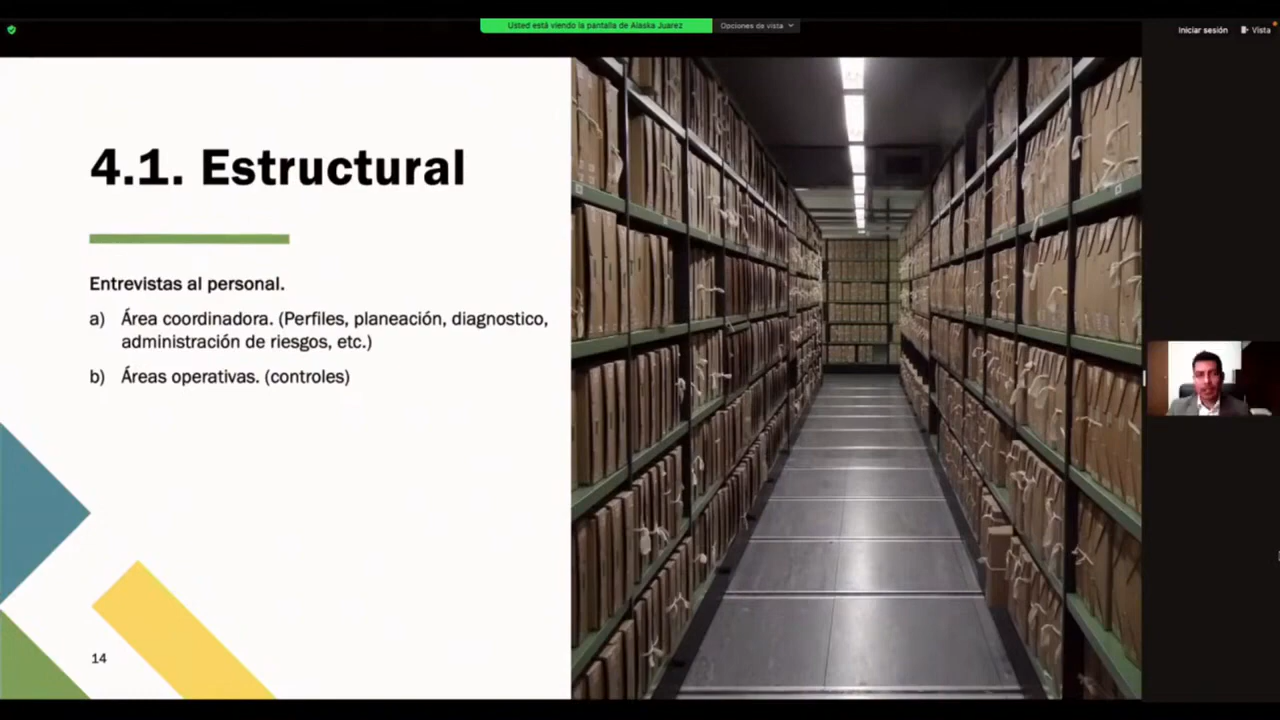 Usted está viendo la pantalla de Alaska Juarez
Opciones de vista
Iniciar sesión
Vista
4.1. Estructural
Entrevistas al personal.
a) Área coordinadora. (Perfiles, planeación, diagnostico,
administración de riesgos, etc.)
b) Áreas operativas. (controles)
14